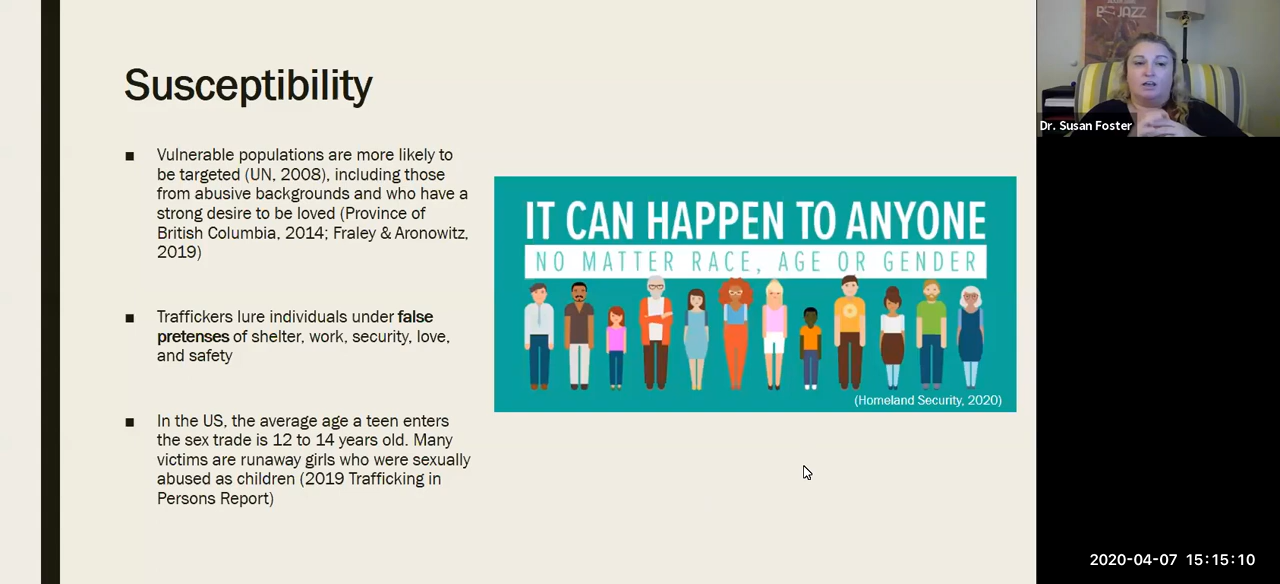 Susceptibility
■ Vulnerable populations are more likely to
be targeted (UN, 2008), including those
from abusive backgrounds and who have a
strong desire to be loved (Province of
British Columbia, 2014; Fraley & Aronowitz,
2019)
■ Traffickers lure individuals under false
pretenses of shelter, work, security, love,
and safety
■ In the US, the average age a teen enters
the sex trade is 12 to 14 years old. Many
victims are runaway girls who were sexually
abused as children (2019 Trafficking in
Persons Report)
IT CAN HAPPEN TO ANYONE
NO MATTER RACE, AGE OR GENDER
(Homeland Security, 2020)
JAZZ
Dr. Susan Foster
2020-04-07 15:15:10